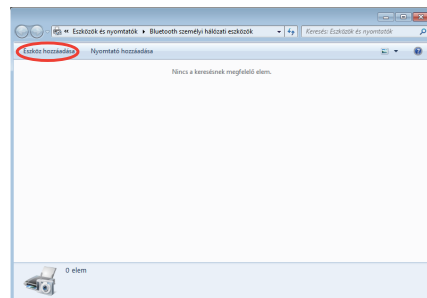 « Eszközök és nyomtatók ▸ Bluetooth személyi hálózati eszközök
Keresés: Eszközök és nyomtatók
Eszköz hozzáadása Nyomtató hozzáadása
Nincs a keresésnek megfelelő elem.
0 elem